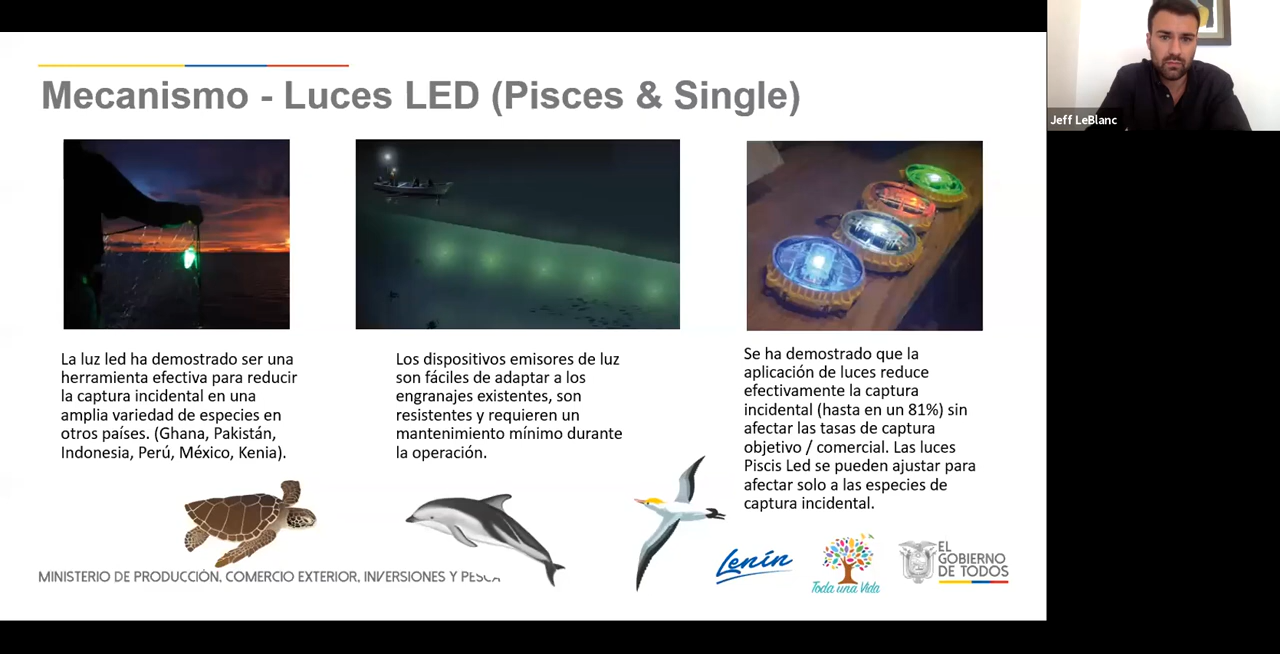 Mecanismo - Luces LED (Pisces & Single)
Jeff LeBlanc
La luz led ha demostrado ser una
herramienta efectiva para reducir
la captura incidental en una
amplia variedad de especies en
otros países. (Ghana, Pakistán,
Indonesia, Perú, México, Kenia).
Los dispositivos emisores de luz
son fáciles de adaptar a los
engranajes existentes, son
resistentes y requieren un
mantenimiento mínimo durante
la operación.
Se ha demostrado que la
aplicación de luces reduce
efectivamente la captura
incidental (hasta en un 81%) sin
afectar las tasas de captura
objetivo / comercial. Las luces
Piscis Led se pueden ajustar para
afectar solo a las especies de
captura incidental.
MINISTERIO DE PRODUCCIÓN, COMERCIO EXTERIOR, INVERSIONES Y PESCA
Lenín
Toda una Vida
EL
GOBIERNO
DE TODOS